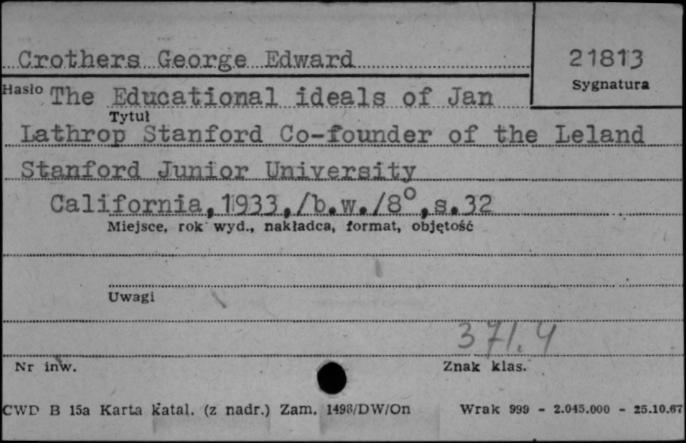 Crothers George Edward
21813
Sygnatura
Hasło The Educational ideals of Jan
Tytuł
Lathrop Stanford Co-founder of the Leland
Stanford Junior University
California,1933,/b.w./8°,s.32
Miejsce, rok wyd., nakładca, format, objętość
Uwagi
371.4
Nr inw.
Znak klas.
CWD B 15a Karta katal. (z nadr.) Zam. 1498/DW/On
Wrak 999 - 2.045.000 - 25.10.67